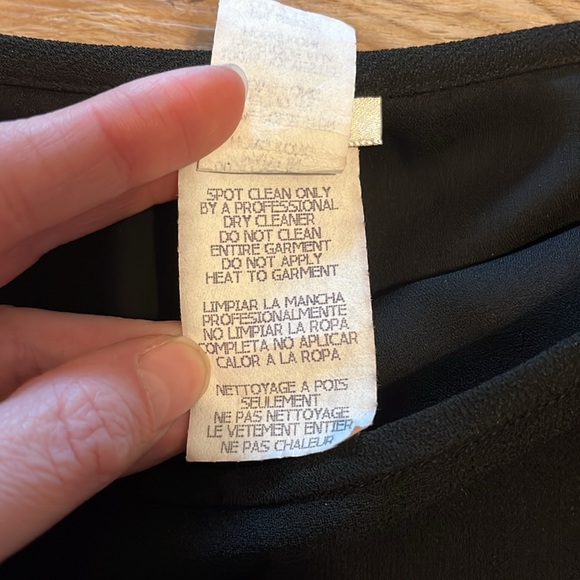 SPOT CLEAN ONLY
BY A PROFESSIONAL
DRY CLEANER
DO NOT CLEAN
ENTIRE GARMENT
DO NOT APPLY
HEAT TO GARMENT
LIMPIAR LA MANCHA
PROFESIONALMENTE
NO LIMPIAR LA ROPA
COMPLETA NO APLICAR
CALOR A LA ROPA
NETTOYAGE A POIS
SEULEMENT
NE PAS NETTOYAGE
LE VETEMENT ENTIER
NE PAS CHALEUR